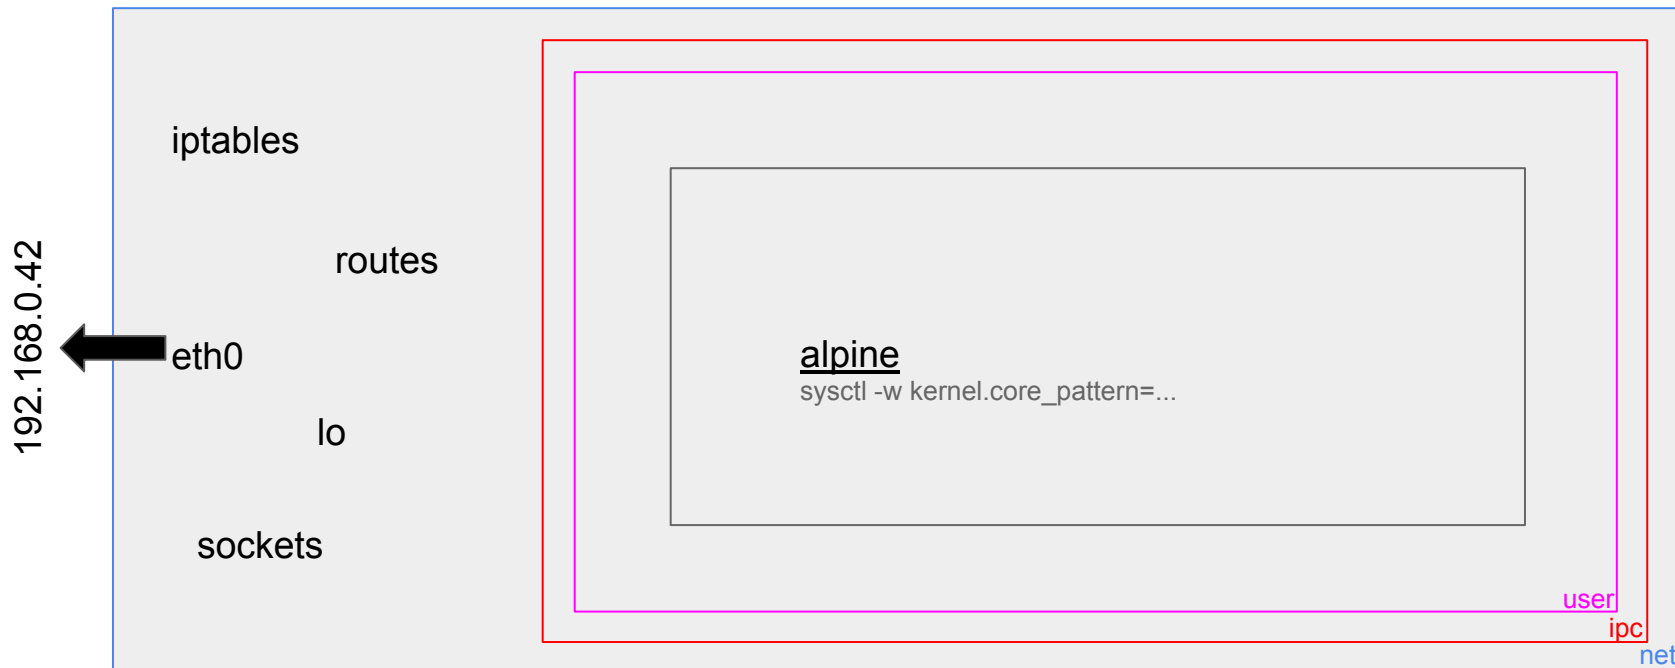 iptables
routes
192.168.0.42
eth0
alpine
sysctl -w kernel.core_pattern=...
lo
sockets
user
ipc
net